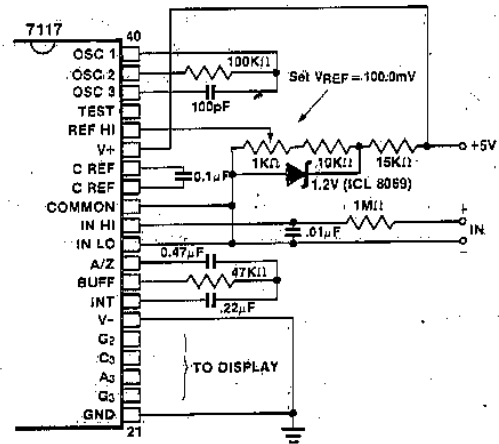 7117
40
OSC 1
OSC 2
OSC 3
TEST
REF HI
V+
C REF
C REF
COMMON
IN HI
IN LO
A/Z
BUFF
INT
V-
G2
C3
A3
G3
GND
21
100KΩ
100pF
Set VREF = 100.0mV
1KΩ
10KΩ
15KΩ
+5V
1.2V (ICL 8069)
0.1µF
1MΩ
.01µF
+
IN
-
0.47µF
47KΩ
.22µF
TO DISPLAY